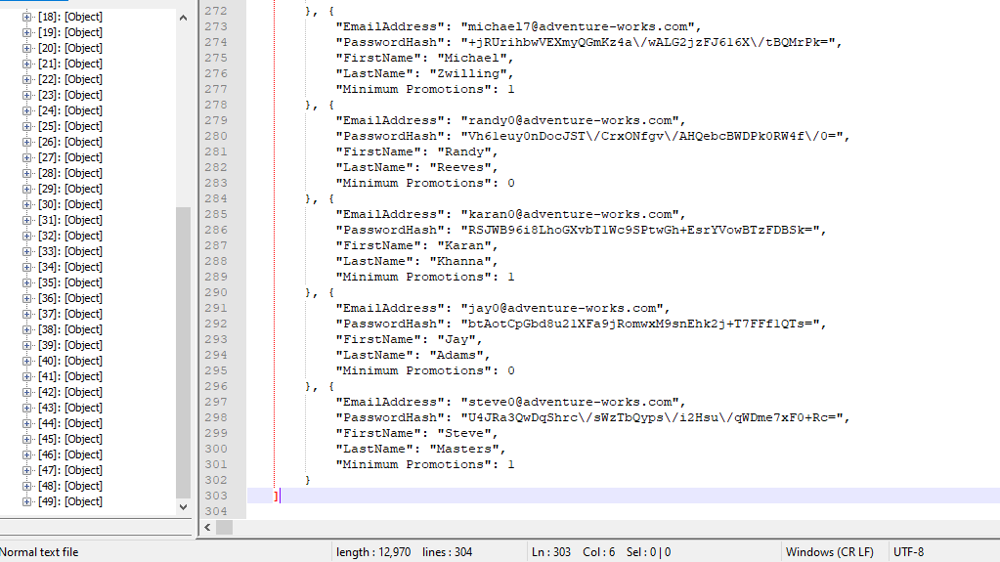 [18]: [Object]
[19]: [Object]
[20]: [Object]
[21]: [Object]
[22]: [Object]
[23]: [Object]
[24]: [Object]
[25]: [Object]
[26]: [Object]
[27]: [Object]
[28]: [Object]
[29]: [Object]
[30]: [Object]
[31]: [Object]
[32]: [Object]
[33]: [Object]
[34]: [Object]
[35]: [Object]
[36]: [Object]
[37]: [Object]
[38]: [Object]
[39]: [Object]
[40]: [Object]
[41]: [Object]
[42]: [Object]
[43]: [Object]
[44]: [Object]
[45]: [Object]
[46]: [Object]
[47]: [Object]
[48]: [Object]
[49]: [Object]
272 }, {
273 "EmailAddress": "michael7@adventure-works.com",
274 "PasswordHash": "+jRUrihbwVEXmyQGmKz4a\/wALG2jzFJ616X\/tBQMrPk=",
275 "FirstName": "Michael",
276 "LastName": "Zwilling",
277 "Minimum Promotions": 1
278 }, {
279 "EmailAddress": "randy0@adventure-works.com",
280 "PasswordHash": "Vh61euy0nDocJST\/CrxONfgv\/AHQebcBWDPk0RW4f\/0=",
281 "FirstName": "Randy",
282 "LastName": "Reeves",
283 "Minimum Promotions": 0
284 }, {
285 "EmailAddress": "karan0@adventure-works.com",
286 "PasswordHash": "RSJWB96i8LhoGXvbT1Wc9SPtwGh+EsrYVowBTzFDBSk=",
287 "FirstName": "Karan",
288 "LastName": "Khanna",
289 "Minimum Promotions": 1
290 }, {
291 "EmailAddress": "jay0@adventure-works.com",
292 "PasswordHash": "btAotCpGbd8u21XFa9jRomwxM9snEhk2j+T7FFf1QTs=",
293 "FirstName": "Jay",
294 "LastName": "Adams",
295 "Minimum Promotions": 0
296 }, {
297 "EmailAddress": "steve0@adventure-works.com",
298 "PasswordHash": "U4JRa3QwDqShrc\/sWzTbQyps\/i2Hsu\/qWDme7xF0+Rc=",
299 "FirstName": "Steve",
300 "LastName": "Masters",
301 "Minimum Promotions": 1
302 }
303 ]
304
Normal text file length : 12,970 lines : 304 Ln : 303 Col : 6 Sel : 0 | 0 Windows (CR LF) UTF-8